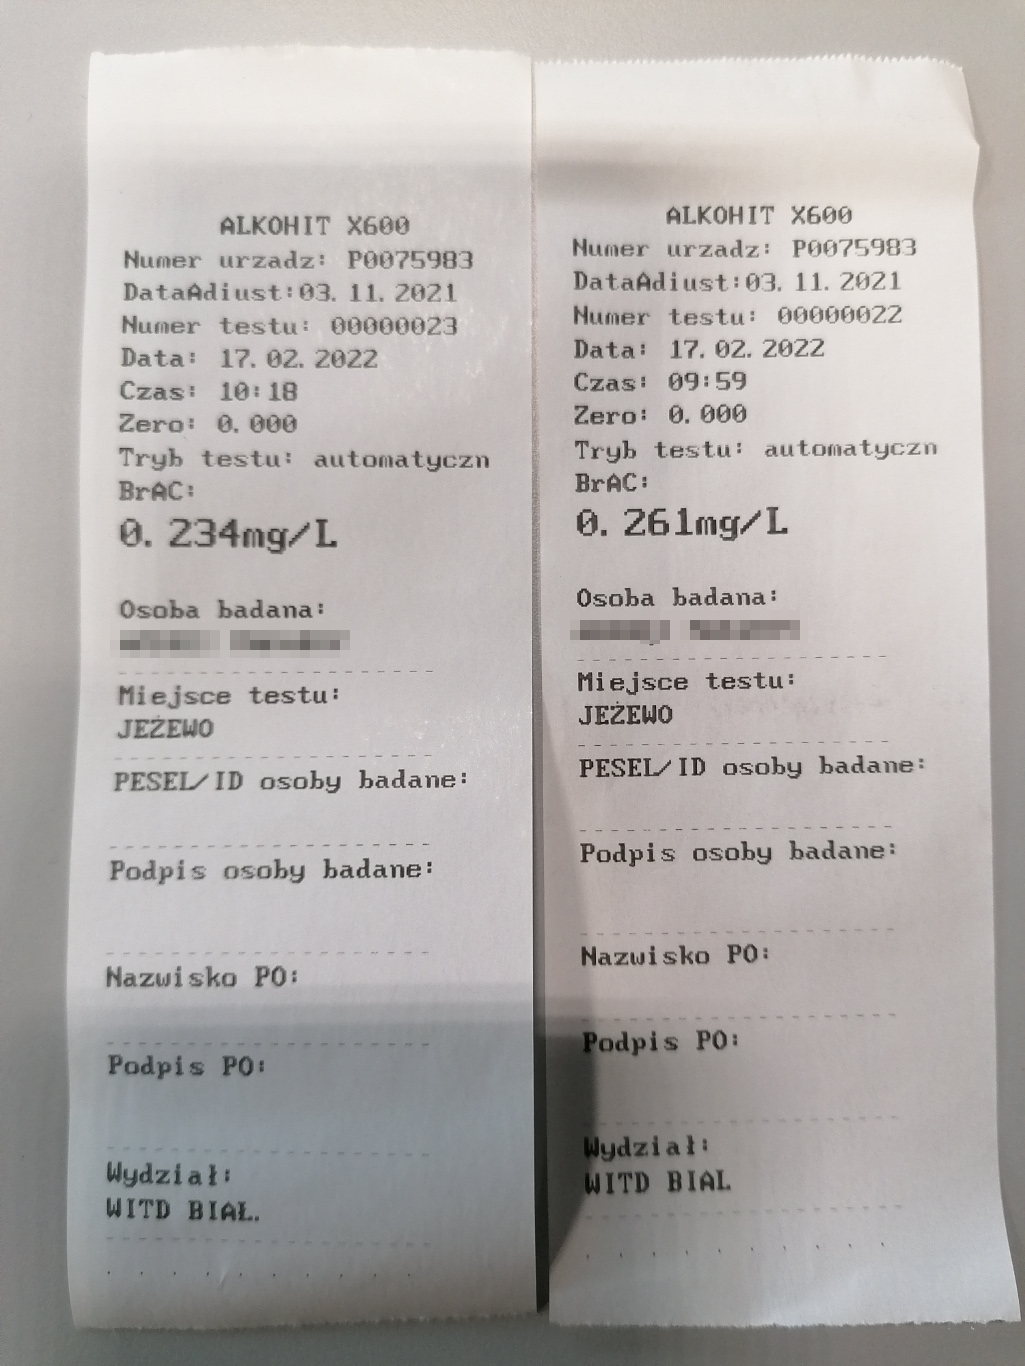 ALKOHIT X600
Numer urzadz: P0075983
DataAdiust:03. 11. 2021
Numer testu: 00000023
Data: 17. 02. 2022
Czas: 10:18
Zero: 0. 000
Tryb testu: automatyczn
BrAC:
0. 234mg/L
Osoba badana:
Miejsce testu:
JEŻEWO
PESEL/ID osoby badane:
Podpis osoby badane:
Nazwisko PO:
Podpis PO:
Wydział:
WITD BIAŁ.
ALKOHIT X600
Numer urzadz: P0075983
DataAdiust:03. 11. 2021
Numer testu: 00000022
Data: 17. 02. 2022
Czas: 09:59
Zero: 0. 000
Tryb testu: automatyczn
BrAC:
0. 261mg/L
Osoba badana:
Miejsce testu:
JEŻEWO
PESEL/ID osoby badane:
Podpis osoby badane:
Nazwisko PO:
Podpis PO:
Wydział:
WITD BIAŁ